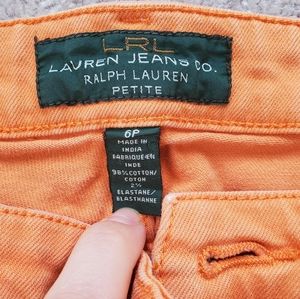 LRL
LAUREN JEANS CO.
RALPH LAUREN
PETITE
6P
MADE IN
INDIA
FABRIQUÉ EN
INDE
98% COTTON/
COTON
2%
ELASTANE/
ELASTHANNE